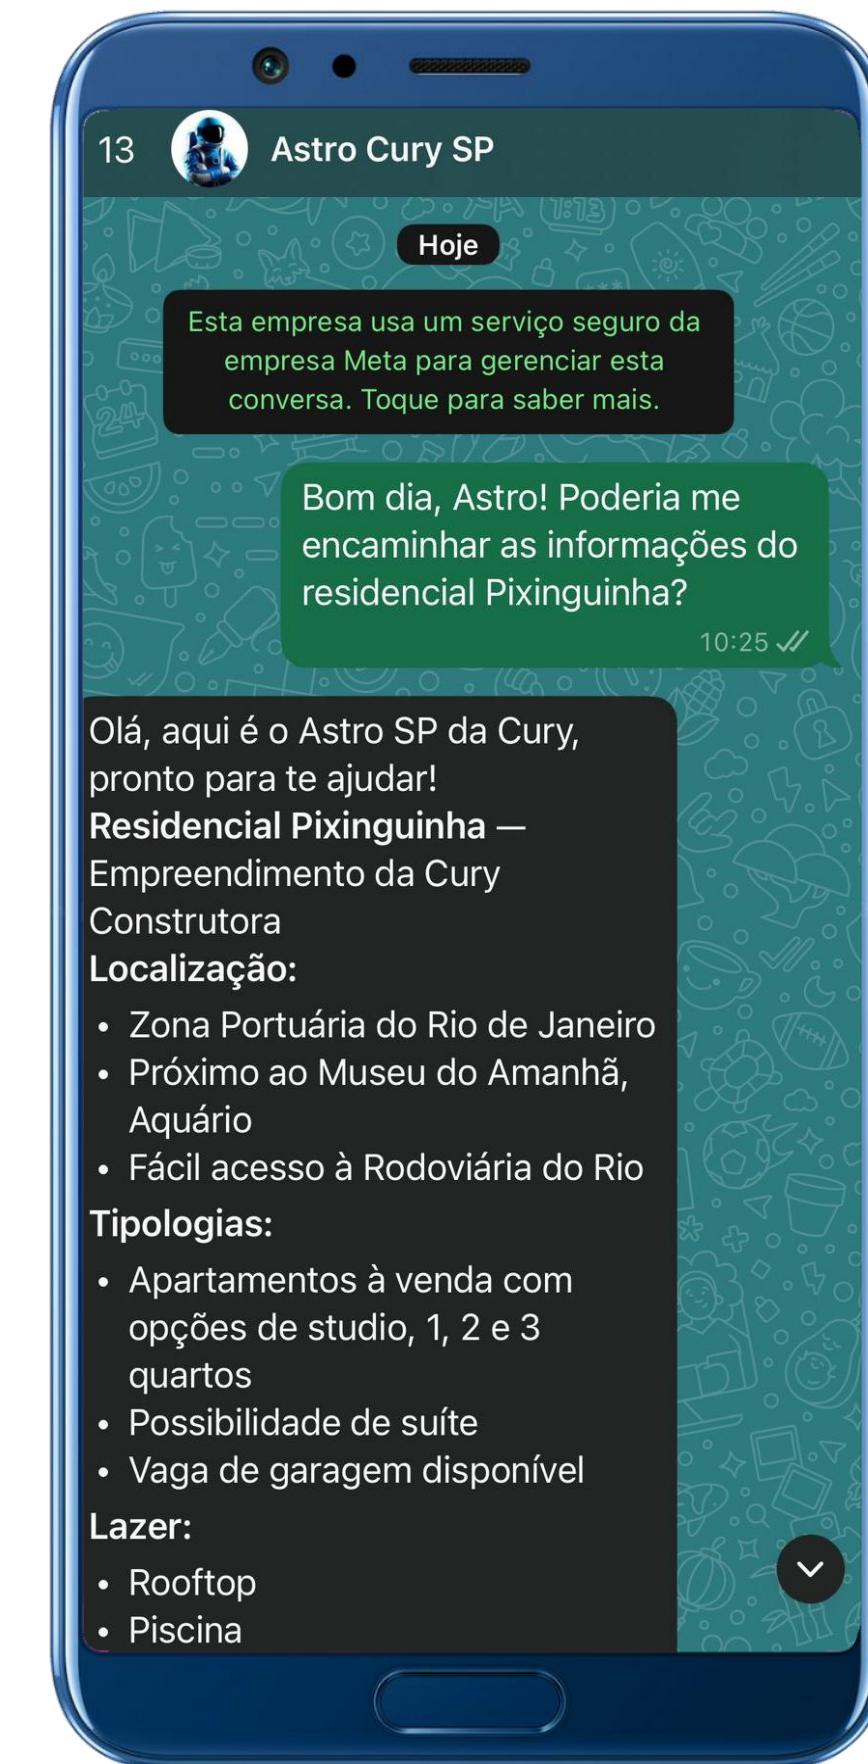 13 Astro Cury SP
Hoje
Esta empresa usa um serviço seguro da
empresa Meta para gerenciar esta
conversa. Toque para saber mais.
Bom dia, Astro! Poderia me
encaminhar as informações do
residencial Pixinguinha?
10:25
Olá, aqui é o Astro SP da Cury,
pronto para te ajudar!
Residencial Pixinguinha —
Empreendimento da Cury
Construtora
Localização:
• Zona Portuária do Rio de Janeiro
• Próximo ao Museu do Amanhã,
Aquário
• Fácil acesso à Rodoviária do Rio
Tipologias:
• Apartamentos à venda com
opções de studio, 1, 2 e 3
quartos
• Possibilidade de suíte
• Vaga de garagem disponível
Lazer:
• Rooftop
• Piscina